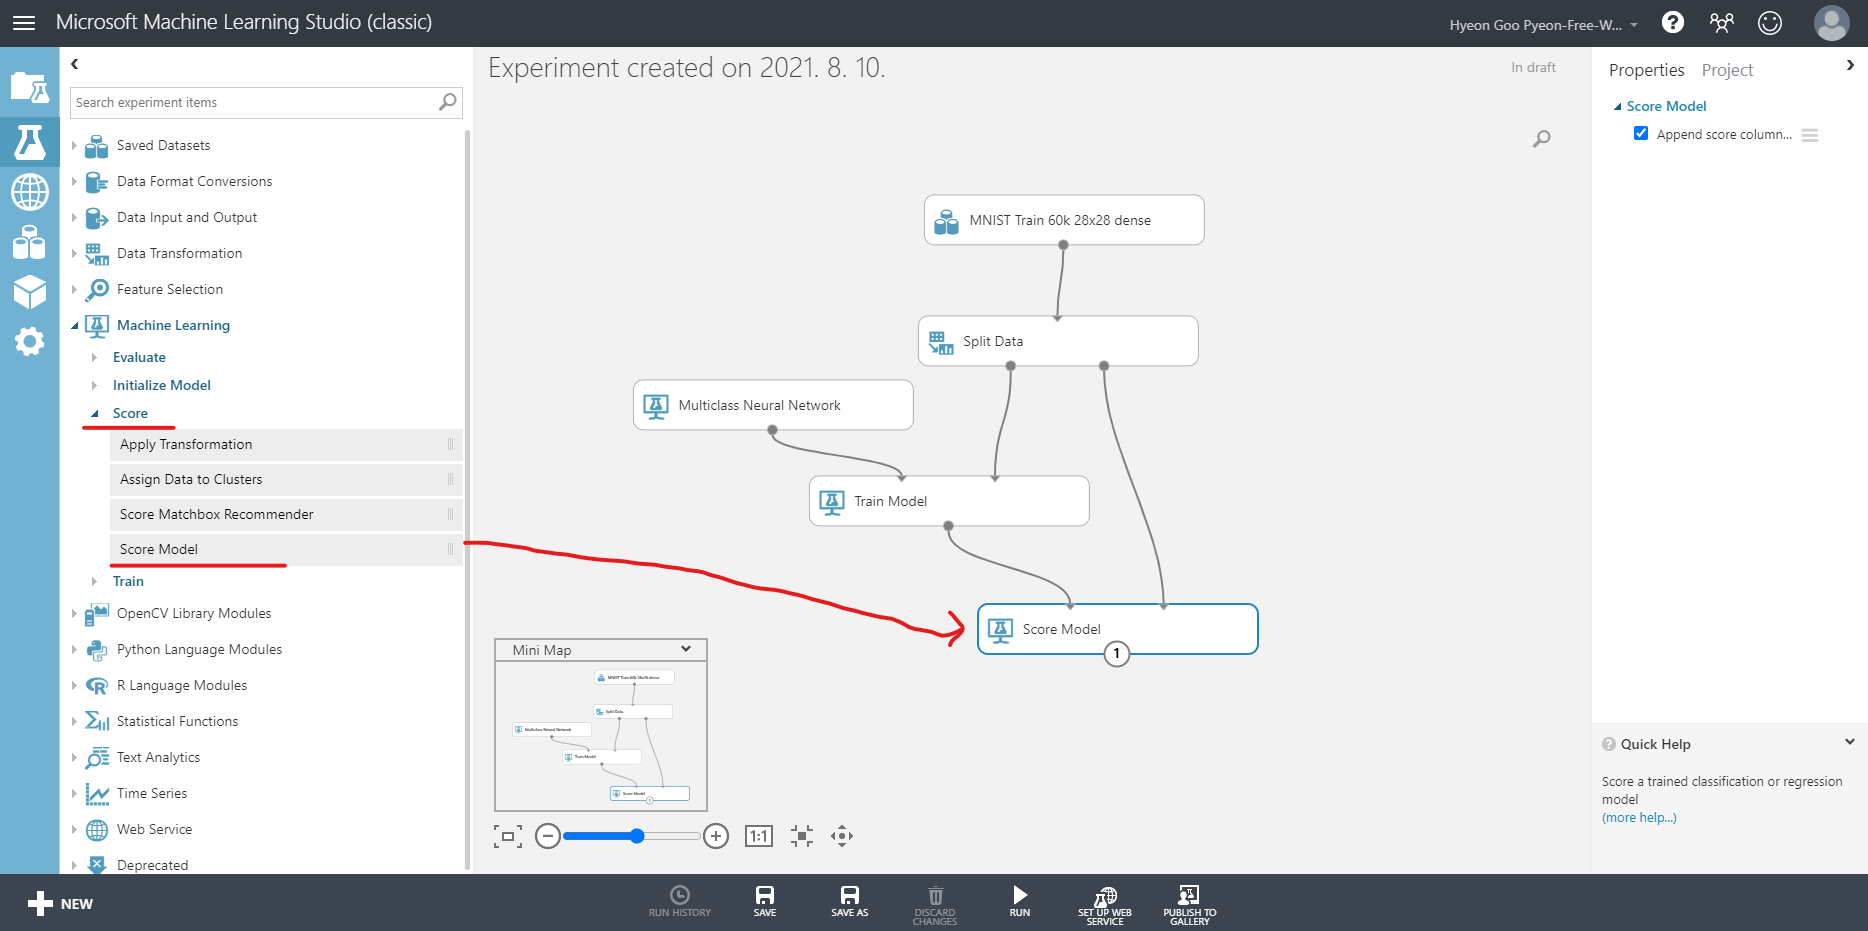 Microsoft Machine Learning Studio (classic)
Hyeon Goo Pyeon-Free-W...
Search experiment items
Saved Datasets
Data Format Conversions
Data Input and Output
Data Transformation
Feature Selection
Machine Learning
Evaluate
Initialize Model
Score
Apply Transformation
Assign Data to Clusters
Score Matchbox Recommender
Score Model
Train
OpenCV Library Modules
Python Language Modules
R Language Modules
Statistical Functions
Text Analytics
Time Series
Web Service
Deprecated
Experiment created on 2021. 8. 10.
In draft
MNIST Train 60k 28x28 dense
Split Data
Multiclass Neural Network
Train Model
Score Model
1
Mini Map
MNIST Train 60k 28x28 dense
Split Data
Multiclass Neural Network
Train Model
Score Model
1
1:1
Properties
Project
Score Model
Append score column...
Quick Help
Score a trained classification or regression
model
(more help...)
NEW
RUN HISTORY
SAVE
SAVE AS
DISCARD
CHANGES
RUN
SET UP WEB
SERVICE
PUBLISH TO
GALLERY